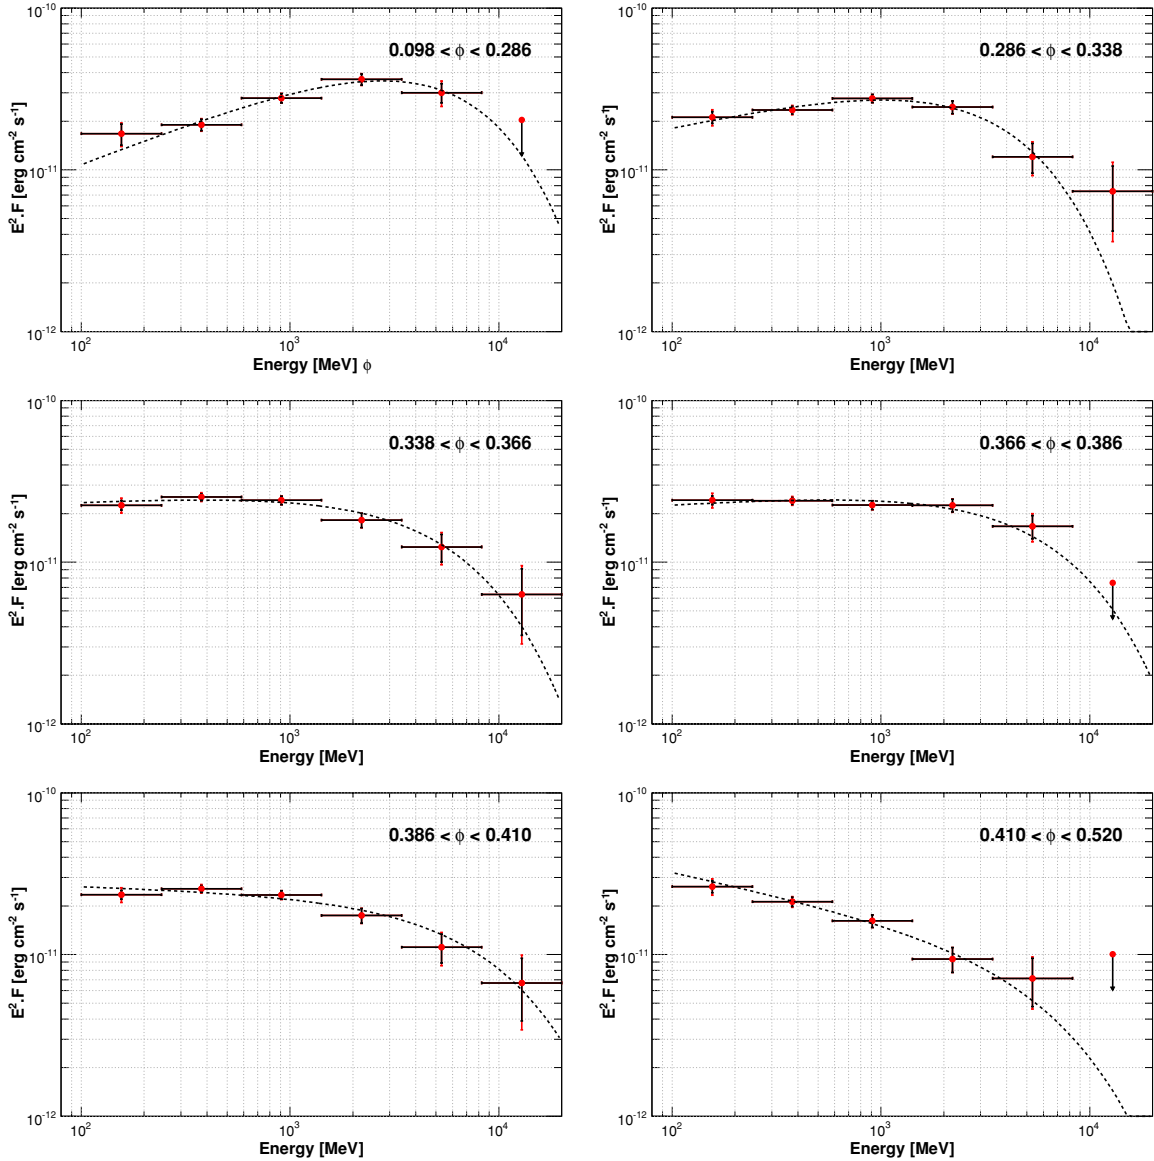 10⁻¹⁰
10⁻¹¹
10⁻¹²
E².F [erg cm⁻² s⁻¹]
0.098 < ϕ < 0.286
10² 10³ 10⁴
Energy [MeV] ϕ
10⁻¹⁰
10⁻¹¹
10⁻¹²
E².F [erg cm⁻² s⁻¹]
0.286 < ϕ < 0.338
10² 10³ 10⁴
Energy [MeV]
10⁻¹⁰
10⁻¹¹
10⁻¹²
E².F [erg cm⁻² s⁻¹]
0.338 < ϕ < 0.366
10² 10³ 10⁴
Energy [MeV]
10⁻¹⁰
10⁻¹¹
10⁻¹²
E².F [erg cm⁻² s⁻¹]
0.366 < ϕ < 0.386
10² 10³ 10⁴
Energy [MeV]
10⁻¹⁰
10⁻¹¹
10⁻¹²
E².F [erg cm⁻² s⁻¹]
0.386 < ϕ < 0.410
10² 10³ 10⁴
Energy [MeV]
10⁻¹⁰
10⁻¹¹
10⁻¹²
E².F [erg cm⁻² s⁻¹]
0.410 < ϕ < 0.520
10² 10³ 10⁴
Energy [MeV]